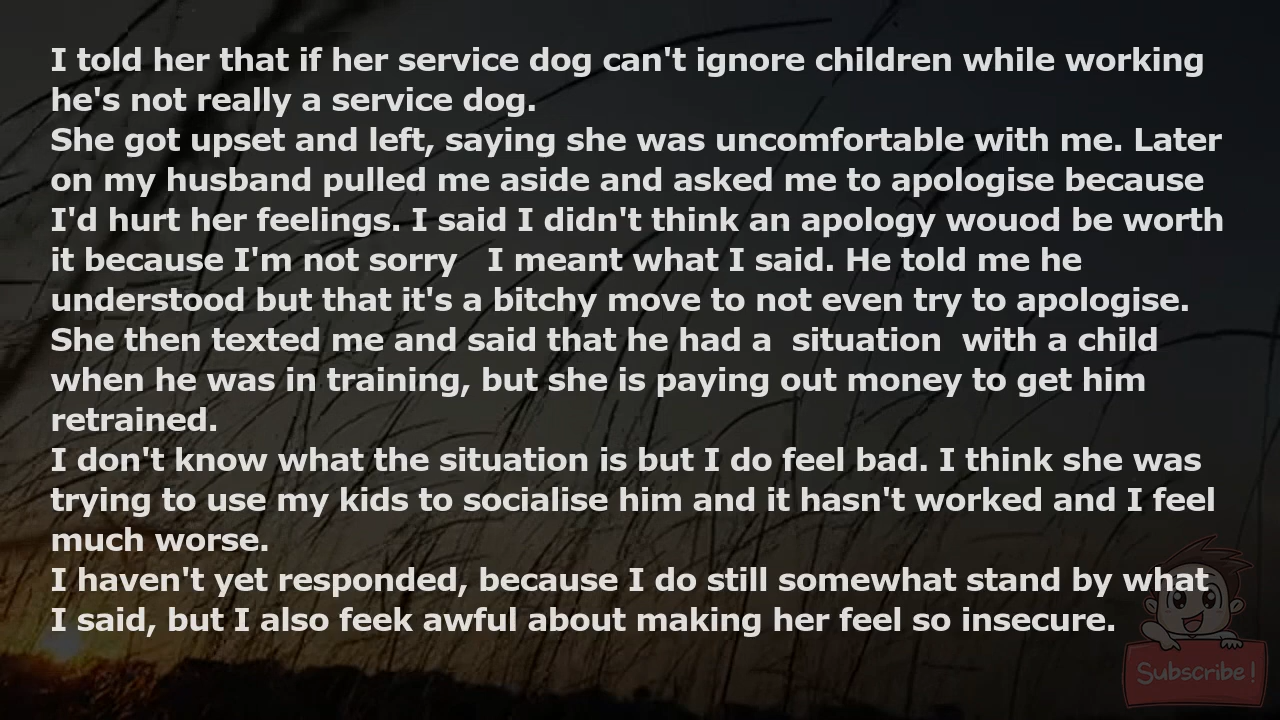 I told her that if her service dog can't ignore children while working
he's not really a service dog.
She got upset and left, saying she was uncomfortable with me. Later
on my husband pulled me aside and asked me to apologise because
I'd hurt her feelings. I said I didn't think an apology wouod be worth
it because I'm not sorry   I meant what I said. He told me he
understood but that it's a bitchy move to not even try to apologise.
She then texted me and said that he had a  situation  with a child
when he was in training, but she is paying out money to get him
retrained.
I don't know what the situation is but I do feel bad. I think she was
trying to use my kids to socialise him and it hasn't worked and I feel
much worse.
I haven't yet responded, because I do still somewhat stand by what
I said, but I also feek awful about making her feel so insecure.
Subscribe!